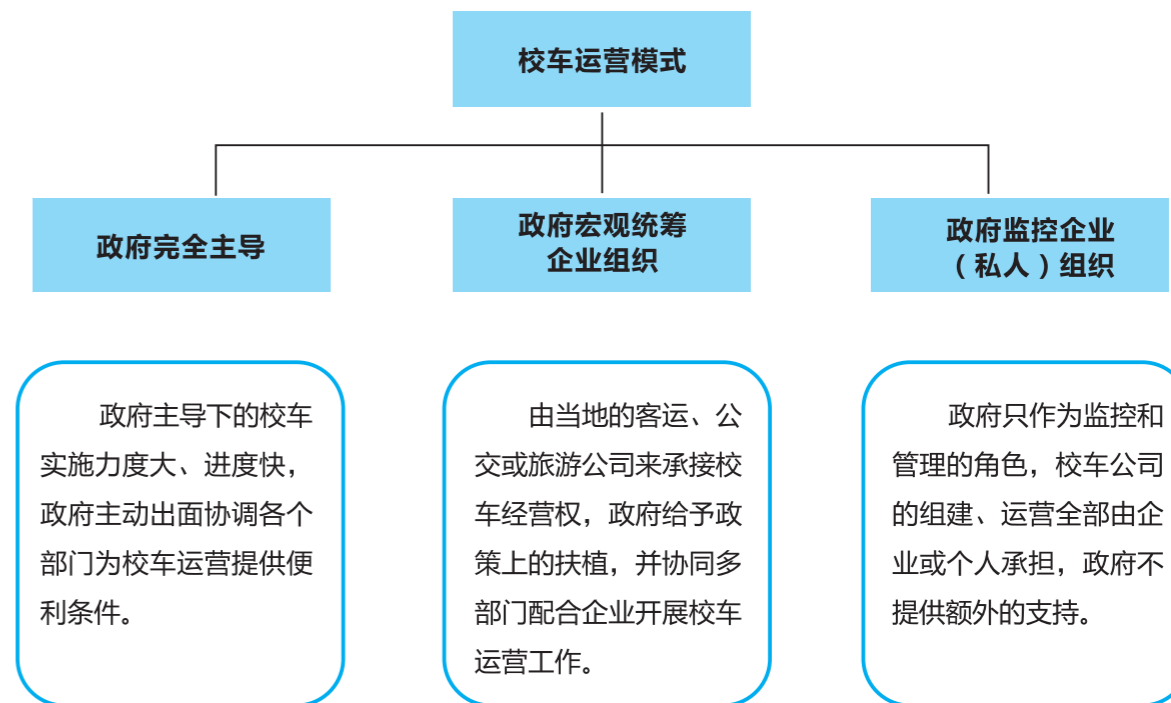 校车运营模式
政府完全主导
政府宏观统筹
企业组织
政府监控企业
（私人）组织
政府主导下的校车
实施力度大、进度快，
政府主动出面协调各个
部门为校车运营提供便
利条件。
由当地的客运、公
交或旅游公司来承接校
车经营权，政府给予政
策上的扶植，并协同多
部门配合企业开展校车
运营工作。
政府只作为监控和
管理的角色，校车公司
的组建、运营全部由企
业或个人承担，政府不
提供额外的支持。